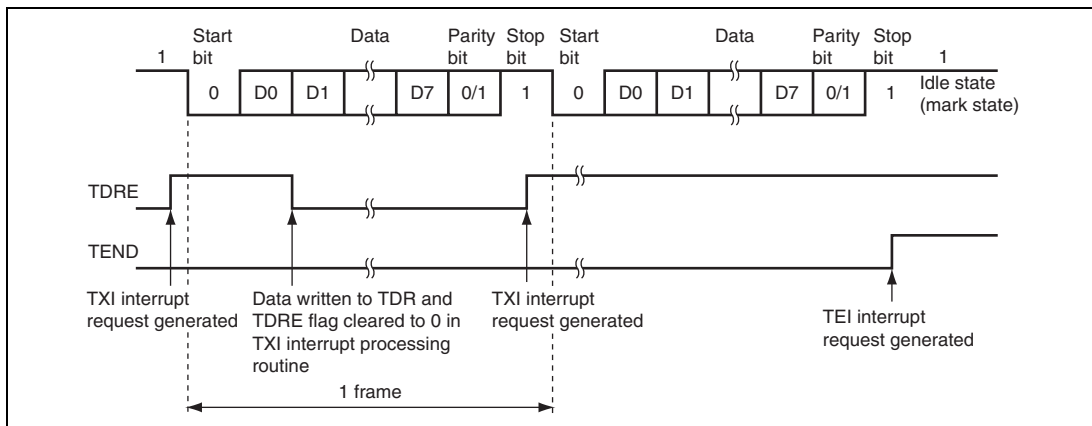 Start bit
Data
Parity bit
Stop bit
Start bit
Data
Parity bit
Stop bit
1
1
0
D0
D1
D7
0/1
1
0
D0
D1
D7
0/1
1
Idle state
(mark state)
TDRE
TEND
TXI interrupt
request generated
Data written to TDR and
TDRE flag cleared to 0 in
TXI interrupt processing
routine
TXI interrupt
request generated
TEI interrupt
request generated
1 frame